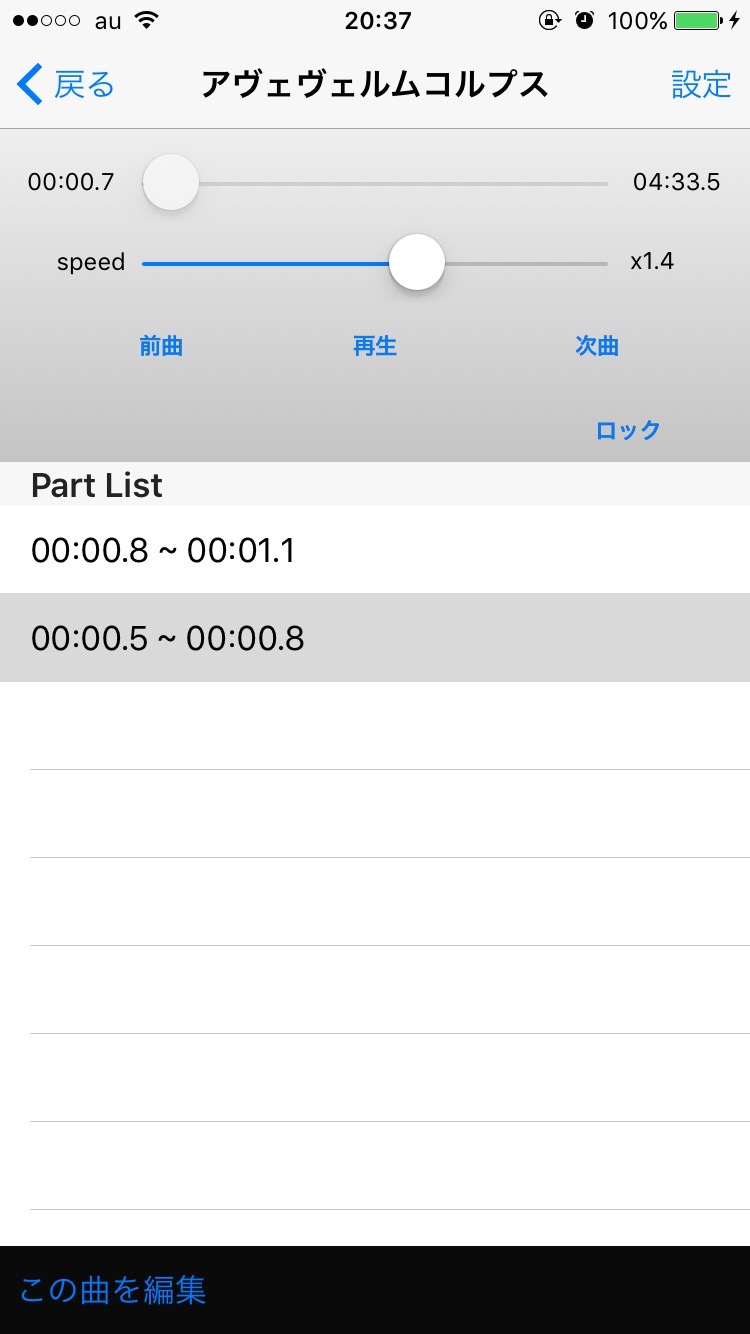 au 20:37 100%
戻る アヴェヴェルムコルプス 設定
00:00.7 04:33.5
speed x1.4
前曲 再生 次曲
ロック
Part List
00:00.8 ~ 00:01.1
00:00.5 ~ 00:00.8
この曲を編集